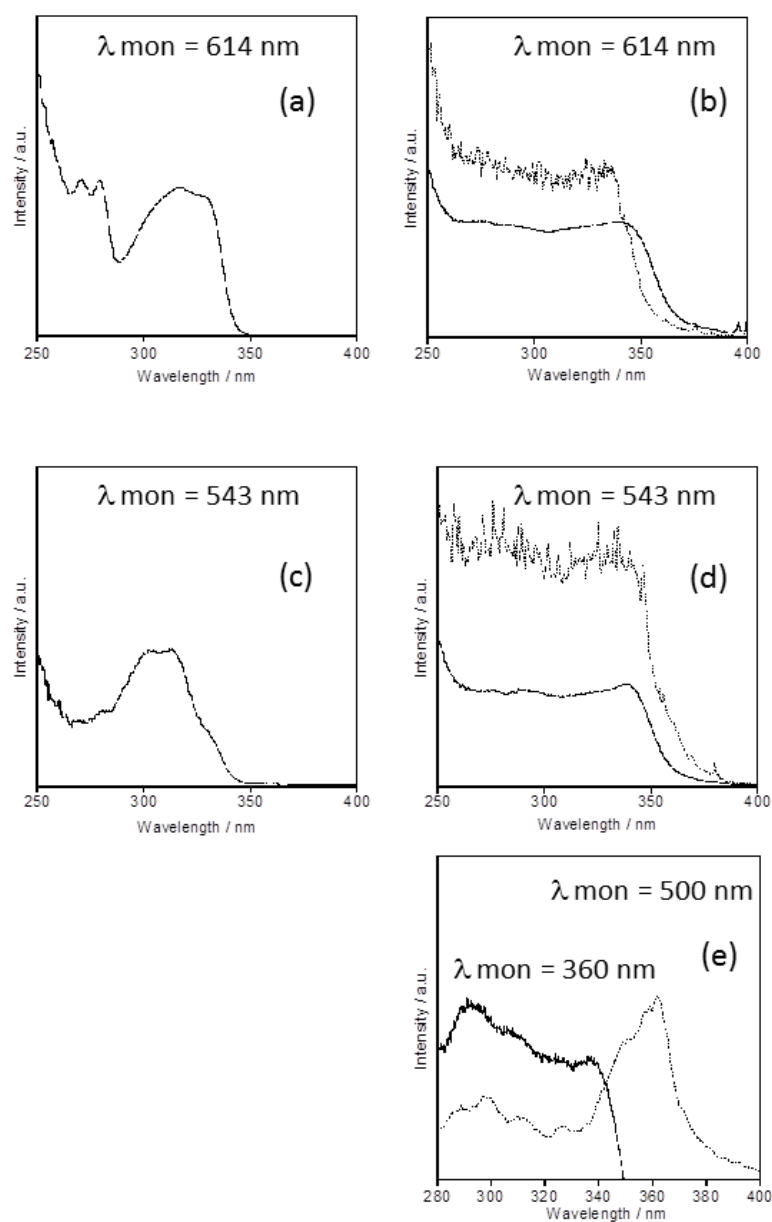 λ mon = 614 nm
(a)
Intensity / a.u.
250 300 350 400
Wavelength / nm
λ mon = 614 nm
(b)
Intensity / a.u.
250 300 350 400
Wavelength / nm
λ mon = 543 nm
(c)
Intensity / a.u.
250 300 350 400
Wavelength / nm
λ mon = 543 nm
(d)
Intensity / a.u.
250 300 350 400
Wavelength / nm
λ mon = 500 nm
(e)
λ mon = 360 nm
Intensity / a.u.
280 300 320 340 360 380 400
Wavelength / nm